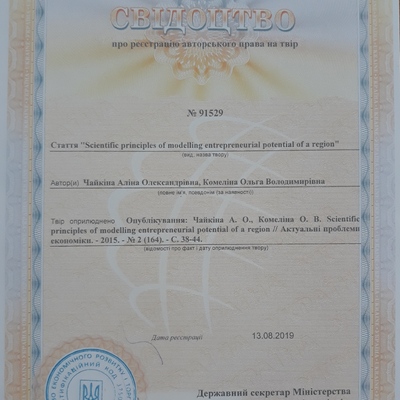 СВІДОЦТВО
про реєстрацію авторського права на твір
№ 91529
Стаття "Scientific principles of modelling entrepreneurial potential of a region"
(вид, назва твору)
Автор(и) Чайкіна Аліна Олександрівна, Комеліна Ольга Володимирівна
(повне ім'я, псевдонім (за наявності))
Твір оприлюднено Опублікування: Чайкіна А. О., Комеліна О. В. Scientific
principles of modelling entrepreneurial potential of a region // Актуальні проблеми
економіки. - 2015. - № 2 (164). - С. 38-44.
(відомості про факт і дату оприлюднення твору)
Дата реєстрації 13.08.2019
ЕКОНОМІЧНОГО РОЗВИТКУ І
код
Державний секретар Міністерства